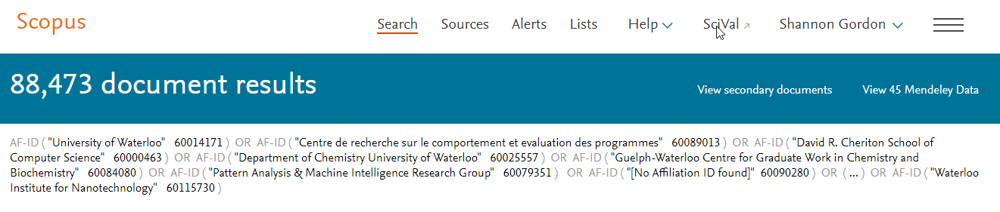 Scopus
Search Sources Alerts Lists Help SciVal Shannon Gordon
88,473 document results
View secondary documents View 45 Mendeley Data
AF-ID ( "University of Waterloo" 60014171 ) OR AF-ID ( "Centre de recherche sur le comportement et evaluation des programmes" 60089013 ) OR AF-ID ( "David R. Cheriton School of
Computer Science" 60000463 ) OR AF-ID ( "Department of Chemistry University of Waterloo" 60025557 ) OR AF-ID ( "Guelph-Waterloo Centre for Graduate Work in Chemistry and
Biochemistry" 60084080 ) OR AF-ID ( "Pattern Analysis & Machine Intelligence Research Group" 60079351 ) OR AF-ID ( "[No Affiliation ID found]" 60090280 ) OR ( ... ) OR AF-ID ( "Waterloo
Institute for Nanotechnology" 60115730 )